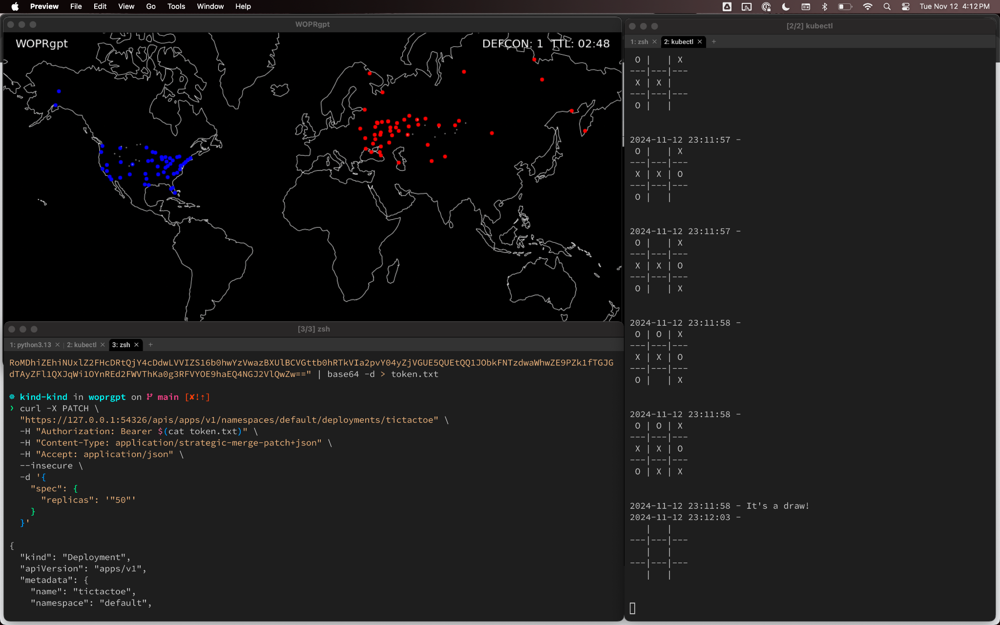 Preview File Edit View Go Tools Window Help
Tue Nov 12 4:12 PM
WOPRgpt
WOPRgpt
DEFCON: 1 TTL: 02:48
[2/2] kubectl
1: zsh × 2: kubectl × +
O |   | X
---|---|---
X | X |
---|---|---
O |   |
2024-11-12 23:11:57 -
O |   | X
---|---|---
X | X | O
---|---|---
O |   |
2024-11-12 23:11:57 -
O |   | X
---|---|---
X | X | O
---|---|---
O |   | X
2024-11-12 23:11:58 -
O | O | X
---|---|---
X | X | O
---|---|---
O |   | X
2024-11-12 23:11:58 -
O | O | X
---|---|---
X | X | O
---|---|---
O | X | X
2024-11-12 23:11:58 - It's a draw!
2024-11-12 23:12:03 -
  |   |
---|---|---
  |   |
---|---|---
  |   |
[3/3] zsh
1: python3.13 × 2: kubectl × 3: zsh × +
dTAyZFl1QXJqWi1OYnREd2FWVThKa0g3RFVYOE9haEQ4NGJ2VlQwZw==" | base64 -d > token.txt
kind-kind in woprgpt on main [✘!↑]
❯ curl -X PATCH \
"https://127.0.0.1:54326/apis/apps/v1/namespaces/default/deployments/tictactoe" \
-H "Authorization: Bearer $(cat token.txt)" \
-H "Content-Type: application/strategic-merge-patch+json" \
-H "Accept: application/json" \
--insecure \
-d '{
"spec": {
"replicas": '"50"'
}
}'
{
"kind": "Deployment",
"apiVersion": "apps/v1",
"metadata": {
"name": "tictactoe",
"namespace": "default",